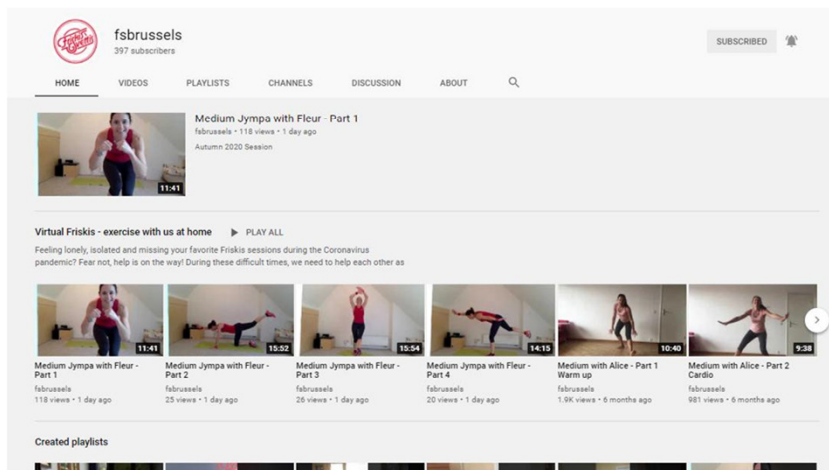 Friskis
Svettis
fsbrussels
397 subscribers
SUBSCRIBED
HOME VIDEOS PLAYLISTS CHANNELS DISCUSSION ABOUT
11:41
Medium Jympa with Fleur - Part 1
fsbrussels • 118 views • 1 day ago
Autumn 2020 Session
Virtual Friskis - exercise with us at home PLAY ALL
Feeling lonely, isolated and missing your favorite Friskis sessions during the Coronavirus
pandemic? Fear not, help is on the way! During these difficult times, we need to help each other as
11:41
Medium Jympa with Fleur -
Part 1
fsbrussels
118 views • 1 day ago
15:52
Medium Jympa with Fleur -
Part 2
fsbrussels
25 views • 1 day ago
15:54
Medium Jympa with Fleur -
Part 3
fsbrussels
26 views • 1 day ago
14:15
Medium Jympa with Fleur -
Part 4
fsbrussels
20 views • 1 day ago
10:40
Medium with Alice - Part 1
Warm up
fsbrussels
1.9K views • 6 months ago
9:38
Medium with Alice - Part 2
Cardio
fsbrussels
981 views • 6 months ago
Created playlists